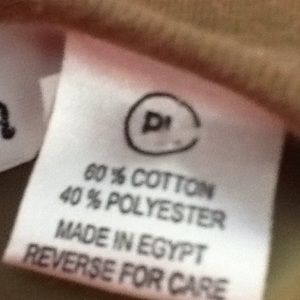 60 % COTTON
40 % POLYESTER
MADE IN EGYPT
REVERSE FOR CARE